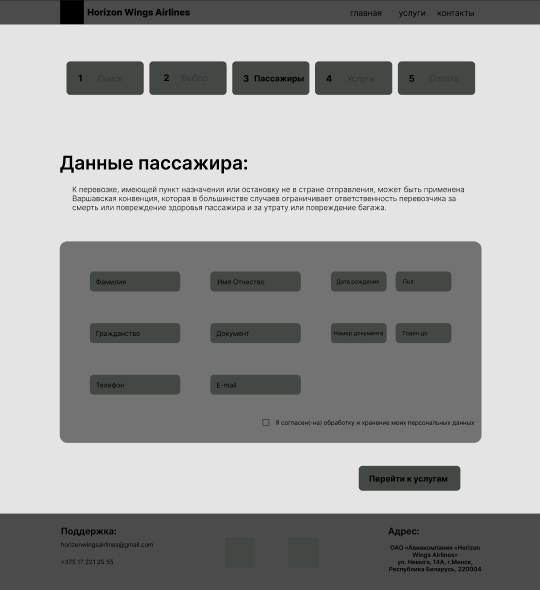 Horizon Wings Airlines
главная услуги контакты
1 Поиск 2 Выбор 3 Пассажиры 4 Услуги 5 Оплата
Данные пассажира:
К перевозке, имеющей пункт назначения или остановку не в стране отправления, может быть применена
Варшавская конвенция, которая в большинстве случаев ограничивает ответственность перевозчика за
смерть или повреждение здоровья пассажира и за утрату или повреждение багажа.
Фамилия Имя Отчество Дата рождения Пол
Гражданство Документ Номер документа Годен до
Телефон E-mail
Я согласен(-на) обработку и хранение моих персональных данных
Перейти к услугам
Поддержка:
horizonwingsairlines@gmail.com
+375 17 221 25 55
Адрес:
ОАО «Авиакомпания «Horizon
Wings Airlines»
ул. Немига, 14А, г.Минск,
Республика Беларусь, 220004